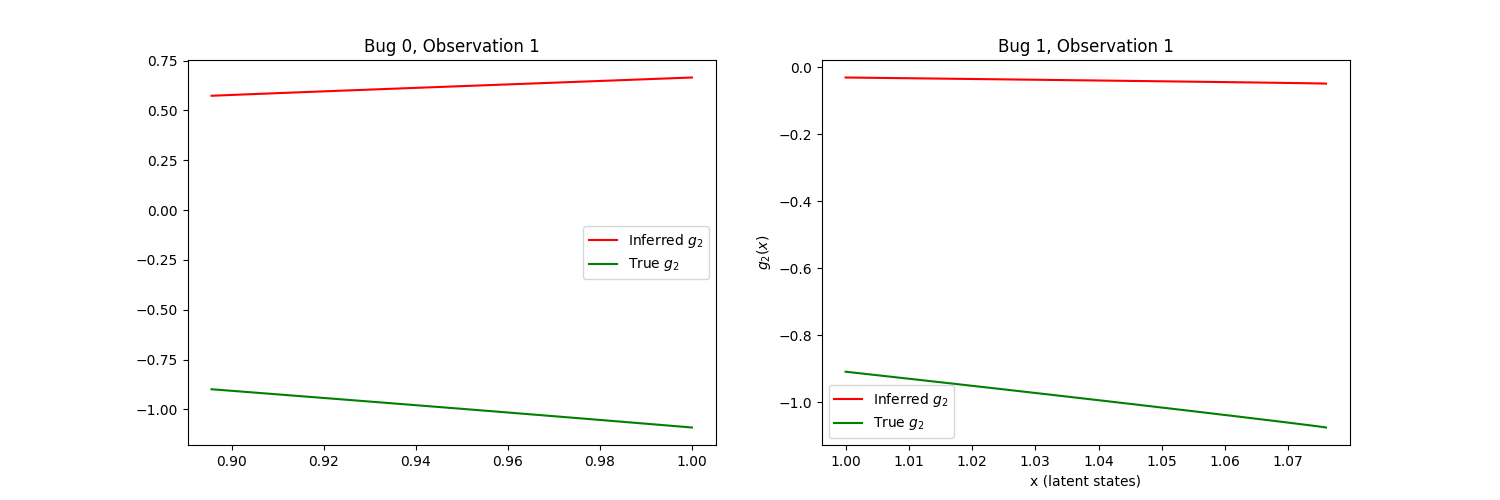 Bug 0, Observation 1
0.75
0.50
0.25
0.00
−0.25
−0.50
−0.75
−1.00
0.90 0.92 0.94 0.96 0.98 1.00
Inferred g2
True g2
Bug 1, Observation 1
g2(x)
0.0
−0.2
−0.4
−0.6
−0.8
−1.0
1.00 1.01 1.02 1.03 1.04 1.05 1.06 1.07
x (latent states)
Inferred g2
True g2